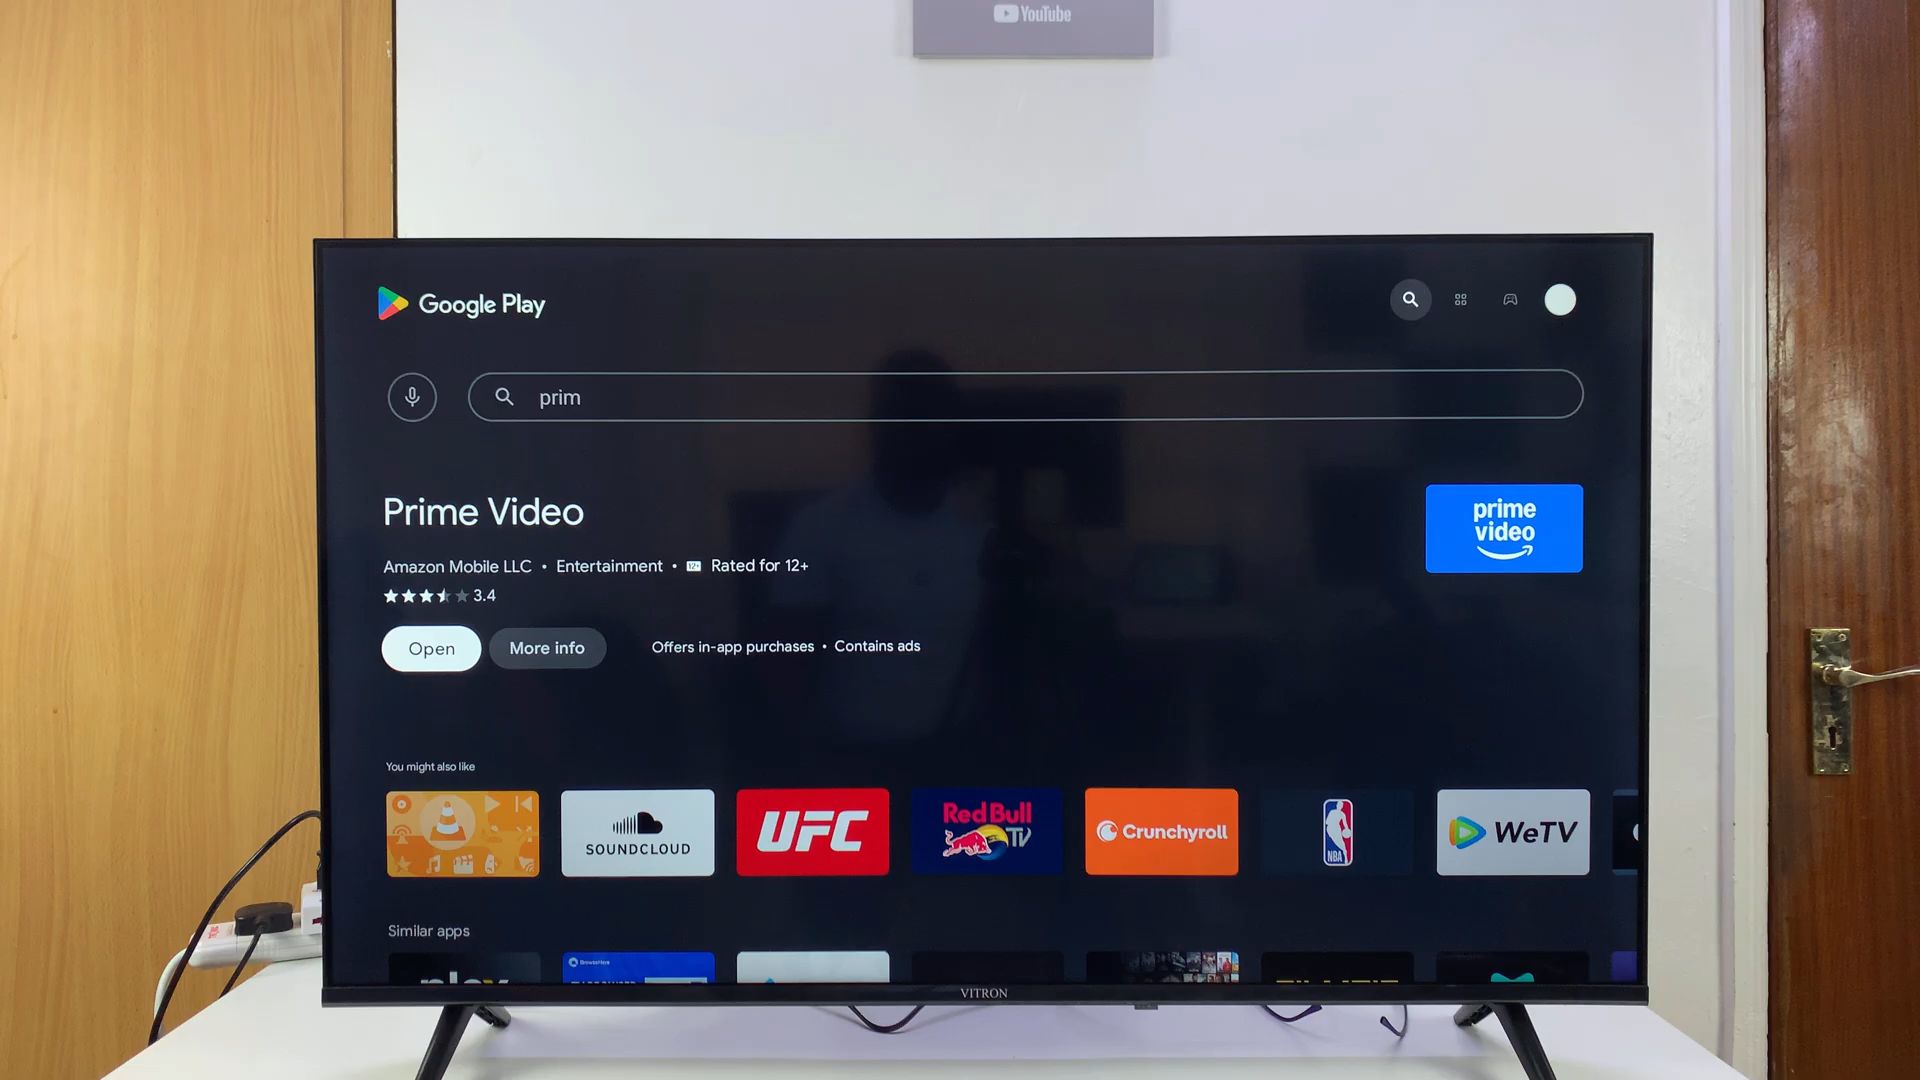 YouTube
Google Play
prim
Prime Video
prime
video
Amazon Mobile LLC • Entertainment • 12+ Rated for 12+
3.4
Open
More info
Offers in-app purchases • Contains ads
You might also like
SOUNDCLOUD
UFC
Red Bull
TV
Crunchyroll
NBA
WeTV
Similar apps
BrowseHere
VITRON